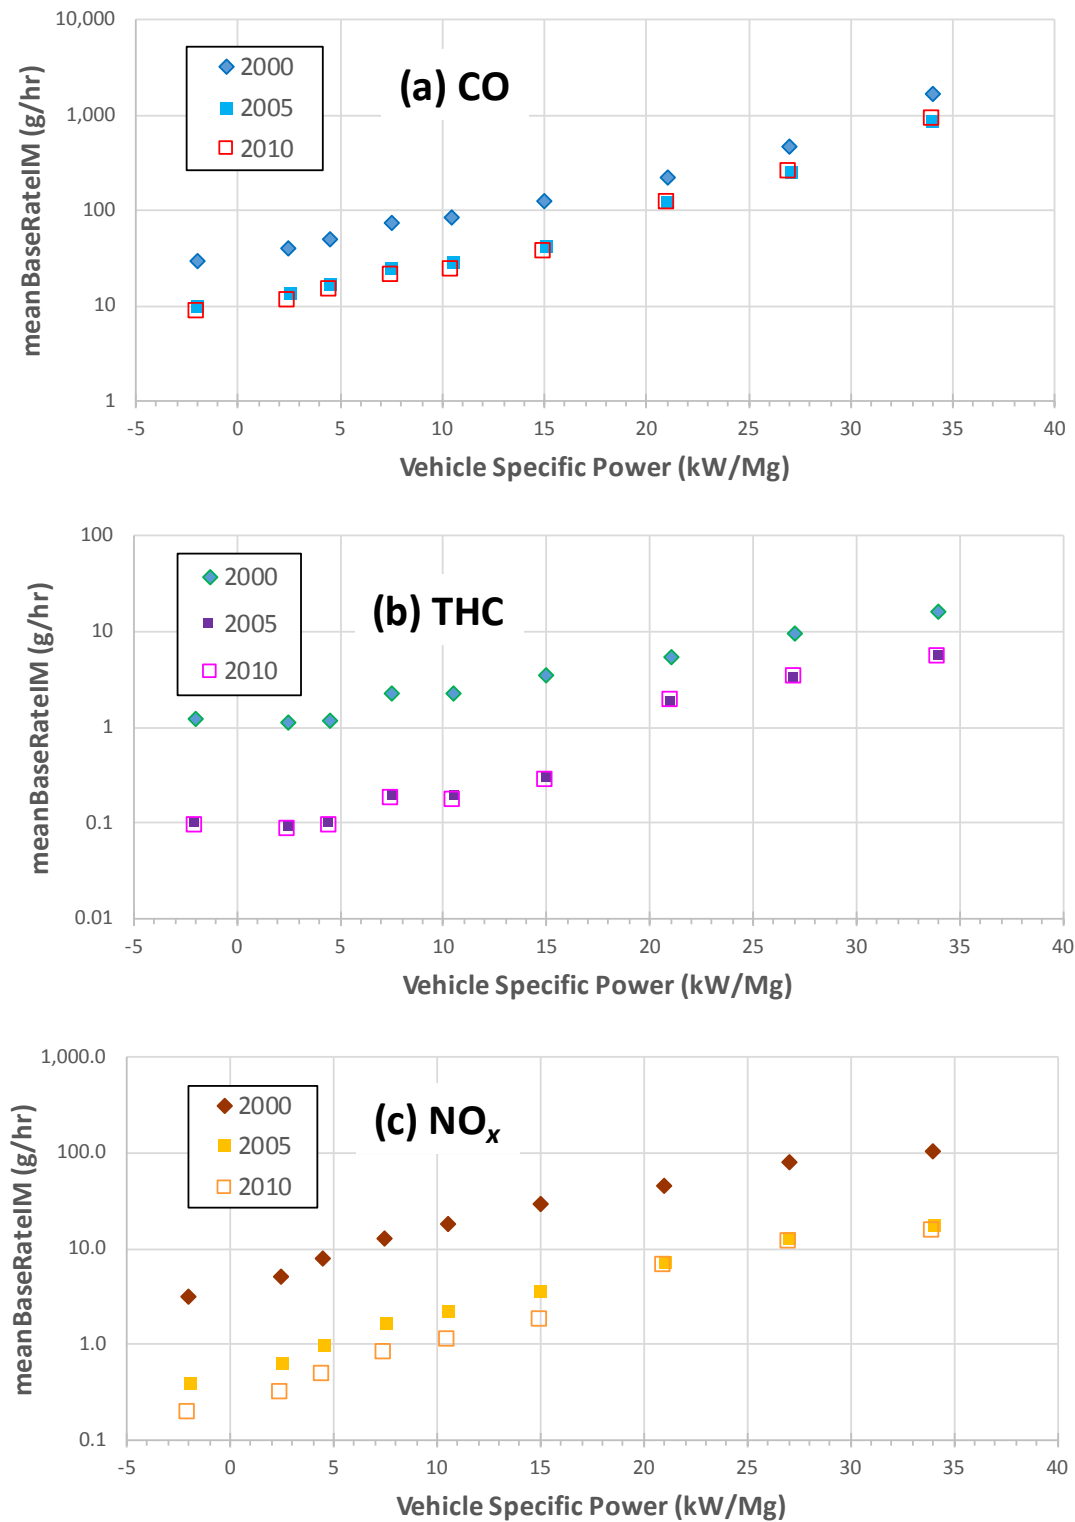 10,000
1,000
100
10
1
meanBaseRateIM (g/hr)
2000
2005
2010
(a) CO
-5 0 5 10 15 20 25 30 35 40
Vehicle Specific Power (kW/Mg)
100
10
1
0.1
0.01
meanBaseRateIM (g/hr)
2000
2005
2010
(b) THC
-5 0 5 10 15 20 25 30 35 40
Vehicle Specific Power (kW/Mg)
1,000.0
100.0
10.0
1.0
0.1
meanBaseRateIM (g/hr)
2000
2005
2010
(c) NOx
-5 0 5 10 15 20 25 30 35 40
Vehicle Specific Power (kW/Mg)